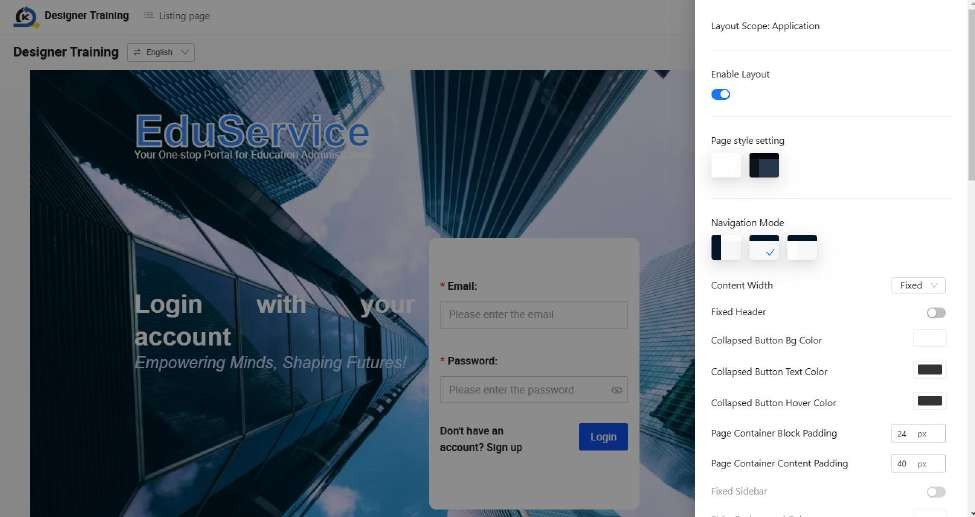 Designer Training
Listing page
Designer Training
English
EduService
Your One-stop Portal for Education Administration
Login with your
account
Empowering Minds, Shaping Futures!
* Email:
Please enter the email
* Password:
Please enter the password
Don't have an
account? Sign up
Login
Layout Scope: Application
Enable Layout
Page style setting
Navigation Mode
Content Width
Fixed
Fixed Header
Collapsed Button Bg Color
Collapsed Button Text Color
Collapsed Button Hover Color
Page Container Block Padding
24 px
Page Container Content Padding
40 px
Fixed Sidebar